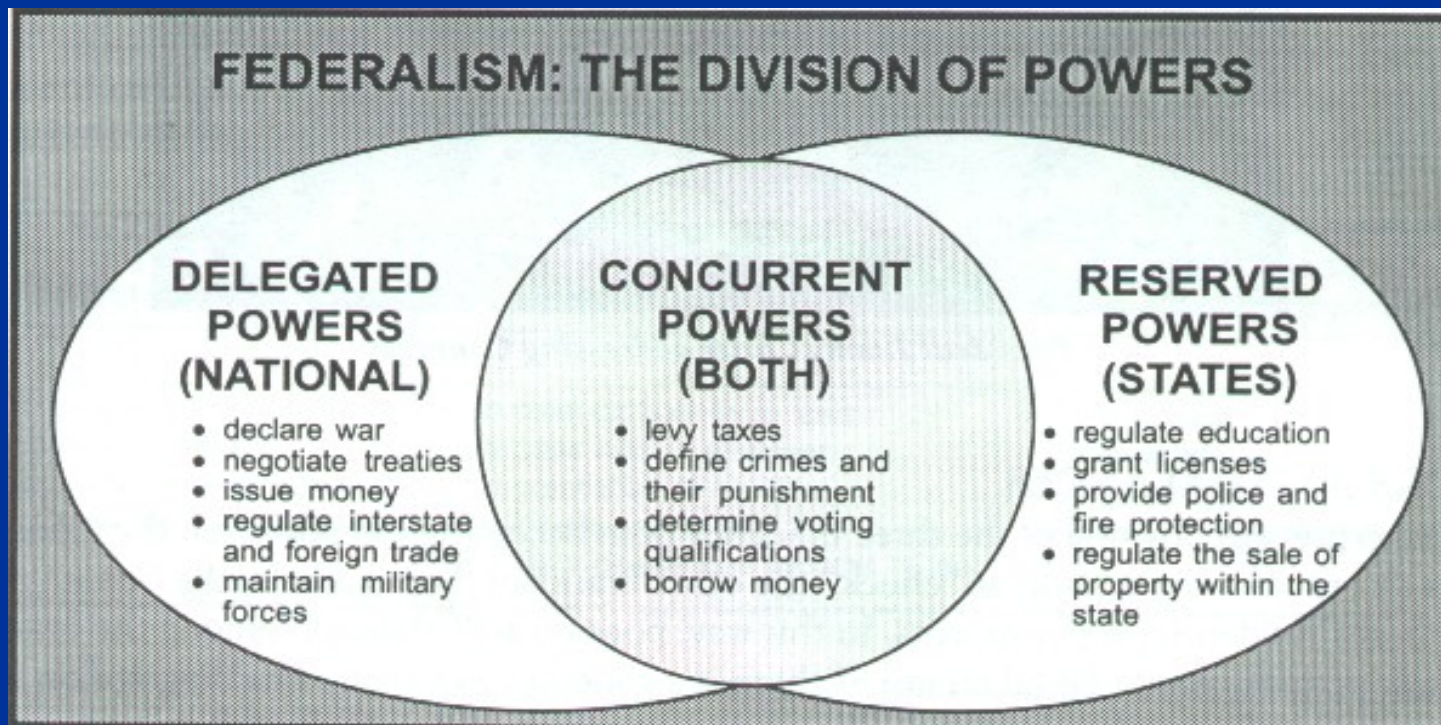 FEDERALISM: THE DIVISION OF POWERS
DELEGATED
POWERS
(NATIONAL)
• declare war
• negotiate treaties
• issue money
• regulate interstate
and foreign trade
• maintain military
forces
CONCURRENT
POWERS
(BOTH)
• levy taxes
• define crimes and
their punishment
• determine voting
qualifications
• borrow money
RESERVED
POWERS
(STATES)
• regulate education
• grant licenses
• provide police and
fire protection
• regulate the sale of
property within the
state